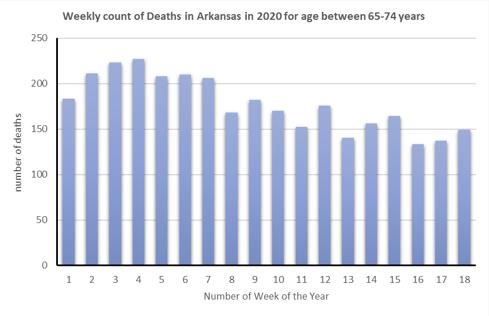 Weekly count of Deaths in Arkansas in 2020 for age between 65-74 years
250
200
150
100
50
0
number of deaths
1 2 3 4 5 6 7 8 9 10 11 12 13 14 15 16 17 18
Number of Week of the Year